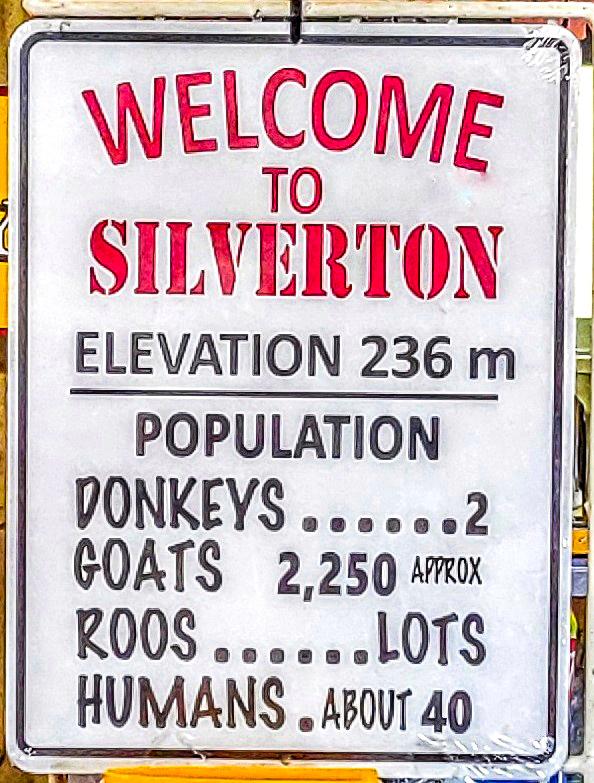 WELCOME
TO
SILVERTON
ELEVATION 236 m
POPULATION
DONKEYS ......2
GOATS 2,250 APPROX
ROOS ......LOTS
HUMANS .ABOUT 40